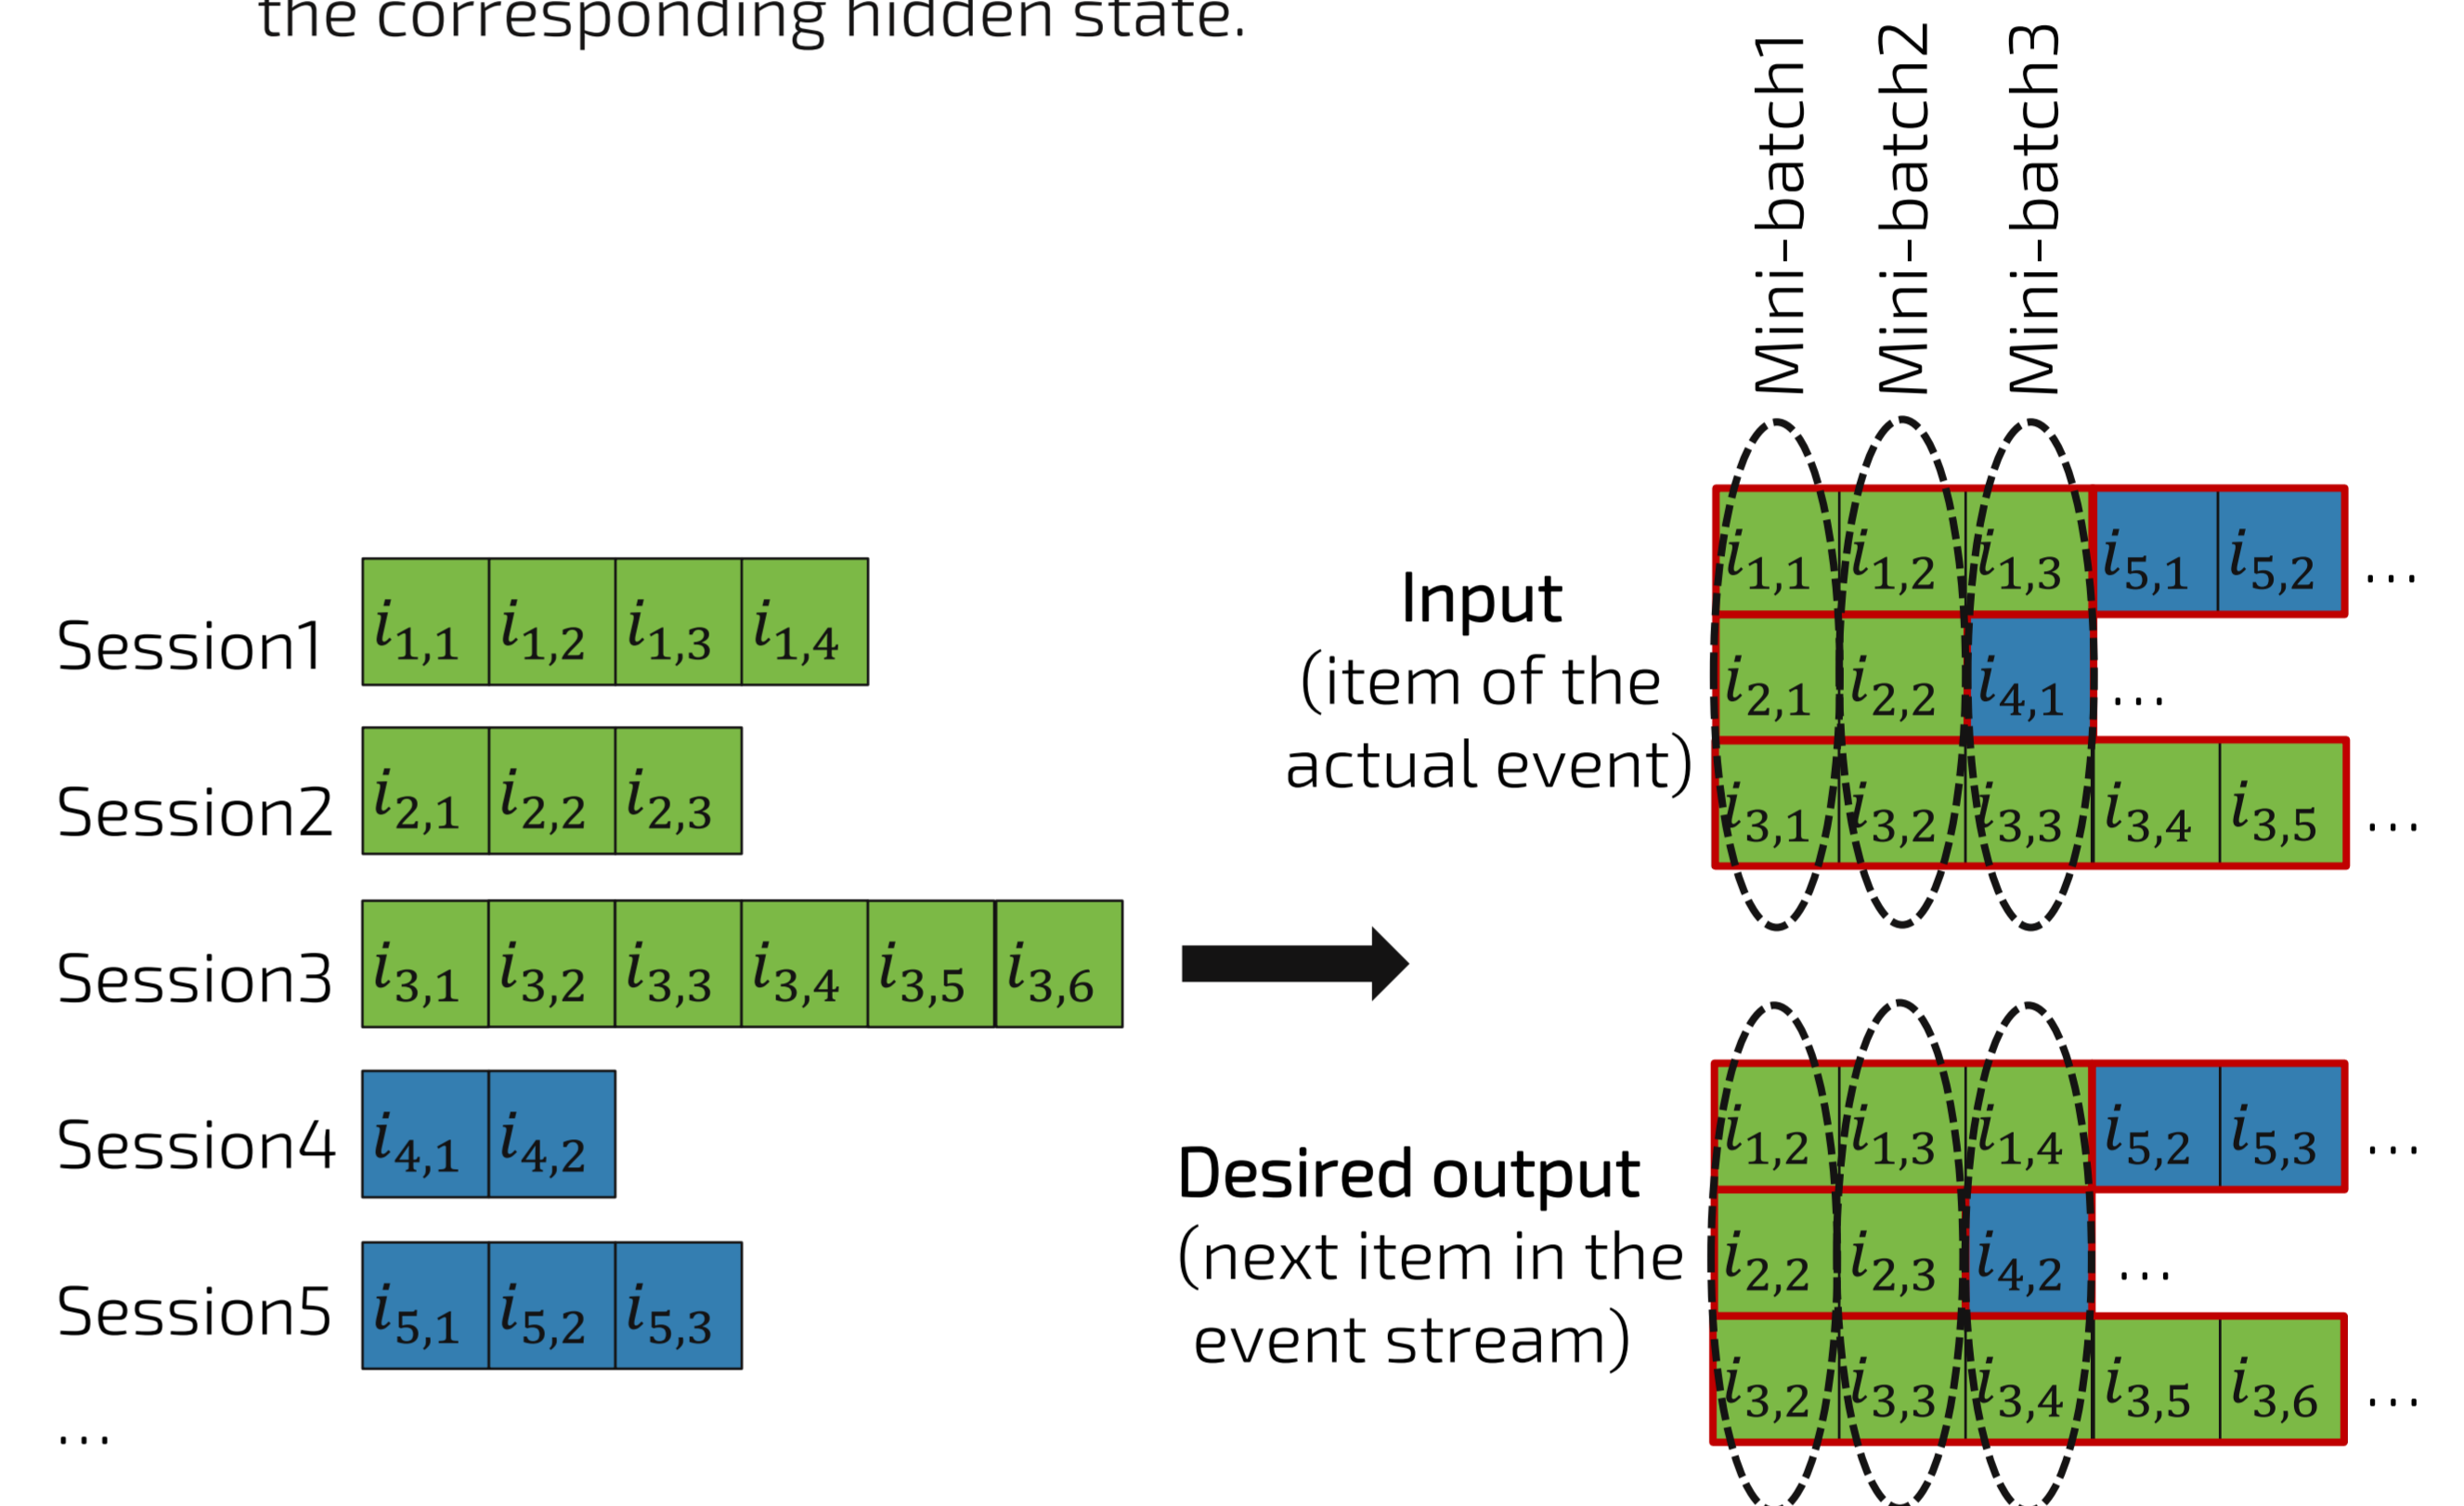 the corresponding hidden state.
Mini-batch1
Mini-batch2
Mini-batch3
Session1
i1,1 i1,2 i1,3 i1,4
Session2
i2,1 i2,2 i2,3
Session3
i3,1 i3,2 i3,3 i3,4 i3,5 i3,6
Session4
i4,1 i4,2
Session5
i5,1 i5,2 i5,3
...
Input
(item of the
actual event)
i1,1 i1,2 i1,3 i5,1 i5,2 ...
i2,1 i2,2 i4,1 ...
i3,1 i3,2 i3,3 i3,4 i3,5 ...
Desired output
(next item in the
event stream)
i1,2 i1,3 i1,4 i5,2 i5,3 ...
i2,2 i2,3 i4,2 ...
i3,2 i3,3 i3,4 i3,5 i3,6 ...